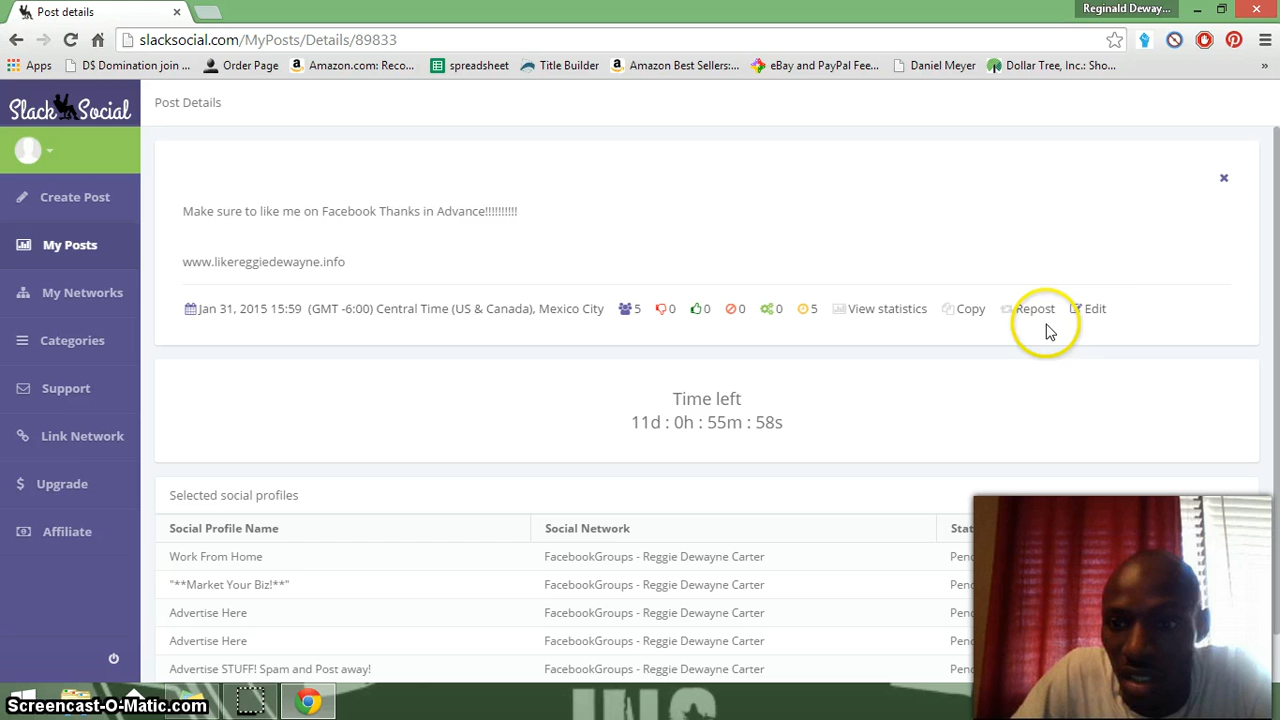 Post details
Reginald Deway...
slacksocial.com/MyPosts/Details/89833
Apps DS Domination join ... Order Page Amazon.com: Reco... spreadsheet Title Builder Amazon Best Sellers:... eBay and PayPal Fee... Daniel Meyer Dollar Tree, Inc.: Sho... »
Slack Social
Post Details
Create Post
My Posts
My Networks
Categories
Support
Link Network
$ Upgrade
Affiliate
Make sure to like me on Facebook Thanks in Advance!!!!!!!!!!
www.likereggiedewayne.info
Jan 31, 2015 15:59 (GMT -6:00) Central Time (US & Canada), Mexico City 5 0 0 0 0 5 View statistics Copy Repost Edit
Time left
11d : 0h : 55m : 58s
Selected social profiles
Social Profile Name Social Network Stat
Work From Home FacebookGroups - Reggie Dewayne Carter Pend
"**Market Your Biz!**" FacebookGroups - Reggie Dewayne Carter Pend
Advertise Here FacebookGroups - Reggie Dewayne Carter Pend
Advertise Here FacebookGroups - Reggie Dewayne Carter Pend
Advertise STUFF! Spam and Post away! FacebookGroups - Reggie Dewayne Carter Pend
Screencast-O-Matic.com